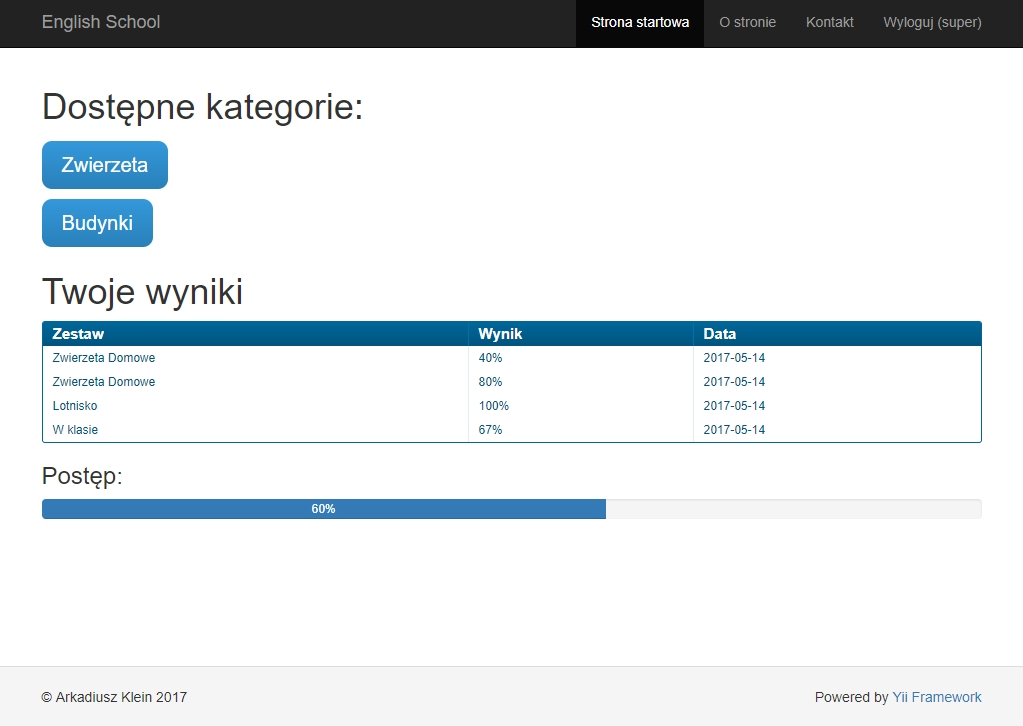 English School Strona startowa O stronie Kontakt Wyloguj (super)
Dostępne kategorie:
Zwierzeta
Budynki
Twoje wyniki
Zestaw Wynik Data
Zwierzeta Domowe 40% 2017-05-14
Zwierzeta Domowe 80% 2017-05-14
Lotnisko 100% 2017-05-14
W klasie 67% 2017-05-14
Postęp:
60%
© Arkadiusz Klein 2017 Powered by Yii Framework